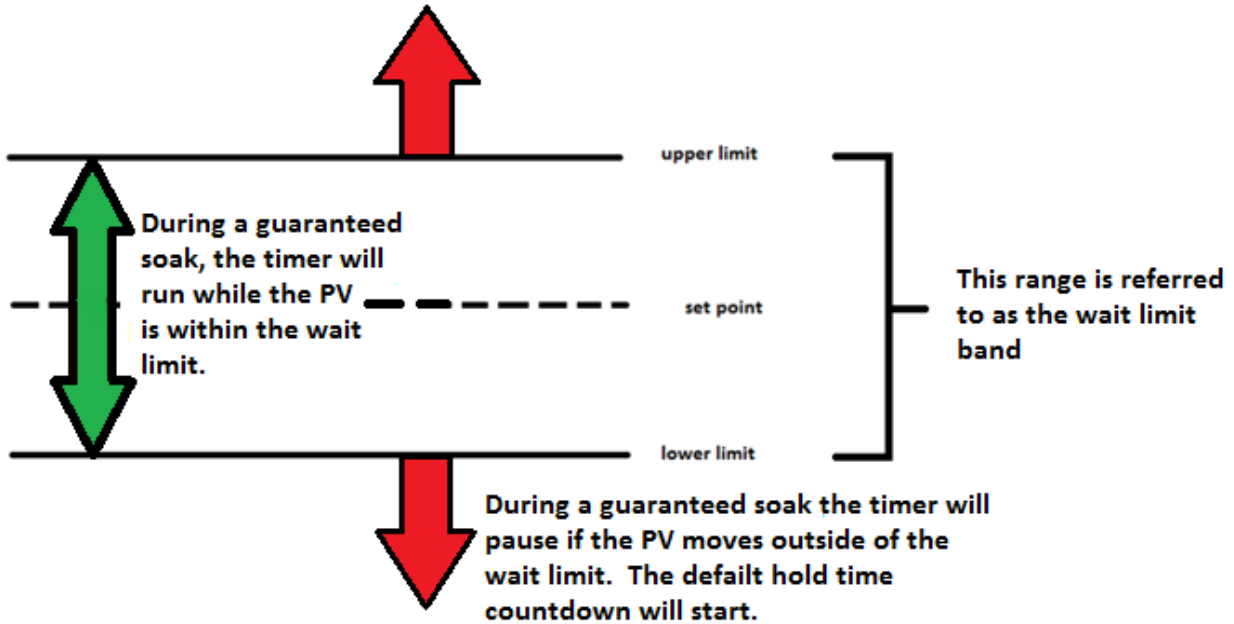 upper limit
During a guaranteed
soak, the timer will
run while the PV
is within the wait
limit.
set point
This range is referred
to as the wait limit
band
lower limit
During a guaranteed soak the timer will
pause if the PV moves outside of the
wait limit.  The defailt hold time
countdown will start.